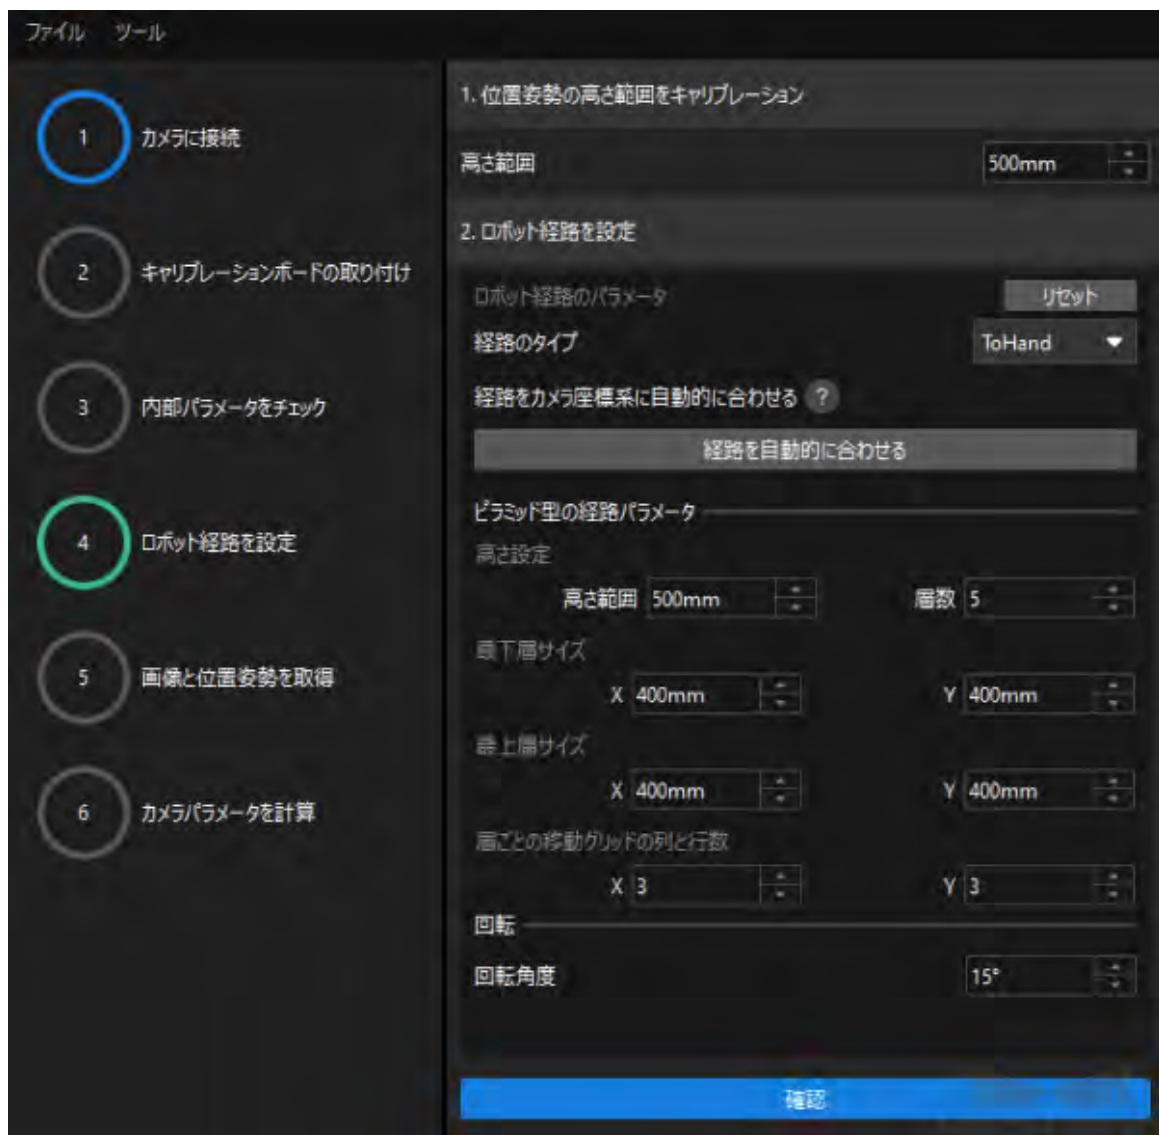 ファイル ツール
1 カメラに接続
2 キャリブレーションボードの取り付け
3 内部パラメータをチェック
4 ロボット経路を設定
5 画像と位置姿勢を取得
6 カメラパラメータを計算
1. 位置姿勢の高さ範囲をキャリブレーション
高さ範囲 500mm
2. ロボット経路を設定
ロボット経路のパラメータ リセット
経路のタイプ ToHand
経路をカメラ座標系に自動的に合わせる ?
経路を自動的に合わせる
ピラミッド型の経路パラメータ
高さ設定
高さ範囲 500mm 層数 5
最下層サイズ
X 400mm Y 400mm
最上層サイズ
X 400mm Y 400mm
層ごとの移動グリッドの列と行数
X 3 Y 3
回転
回転角度 15°
確認